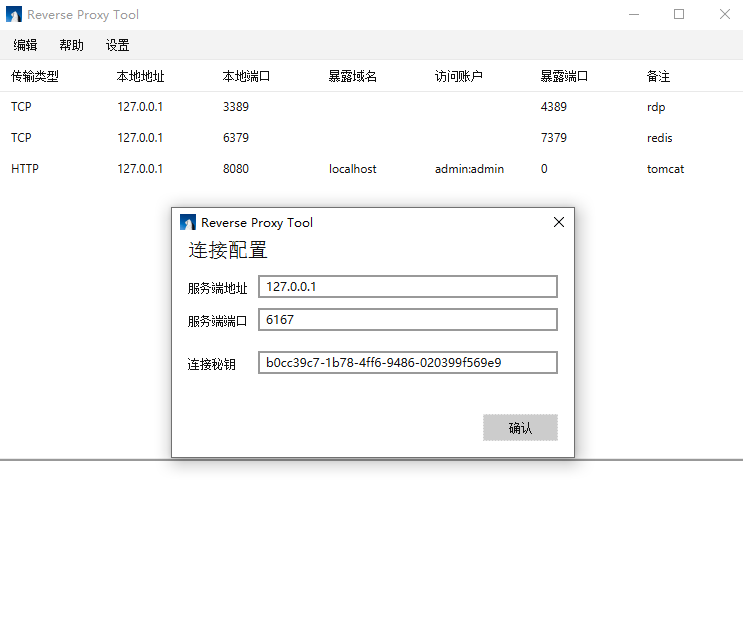 Reverse Proxy Tool
编辑 帮助 设置
传输类型 本地地址 本地端口 暴露域名 访问账户 暴露端口 备注
TCP 127.0.0.1 3389 4389 rdp
TCP 127.0.0.1 6379 7379 redis
HTTP 127.0.0.1 8080 localhost admin:admin 0 tomcat
Reverse Proxy Tool
连接配置
服务端地址 127.0.0.1
服务端端口 6167
连接秘钥 b0cc39c7-1b78-4ff6-9486-020399f569e9
确认